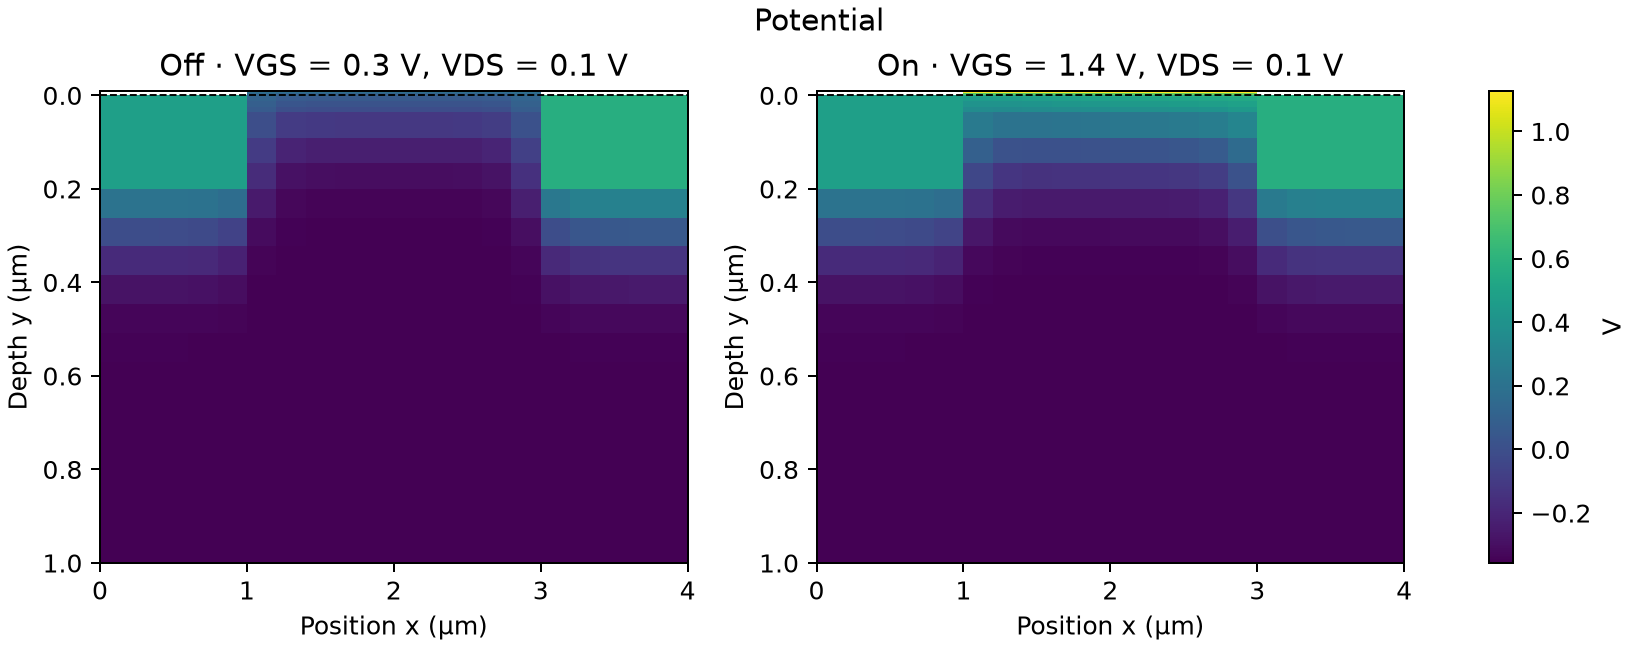 Potential
Off · VGS = 0.3 V, VDS = 0.1 V
On · VGS = 1.4 V, VDS = 0.1 V
0.0
0.2
0.4
0.6
0.8
1.0
Depth y (μm)
0 1 2 3 4
Position x (μm)
0.0
0.2
0.4
0.6
0.8
1.0
Depth y (μm)
0 1 2 3 4
Position x (μm)
1.0
0.8
0.6
0.4
0.2
0.0
−0.2
V